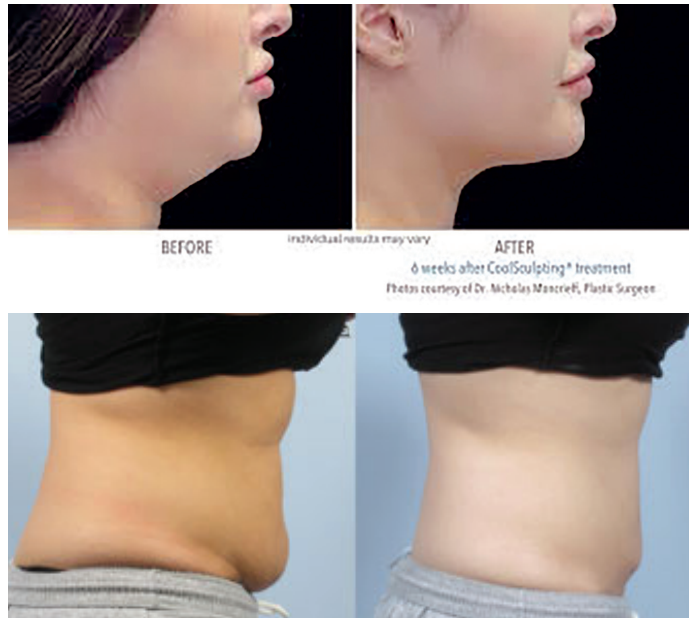 BEFORE
individual results may vary
AFTER
6 weeks after CoolSculpting® treatment
Photos courtesy of Dr. Nicholas Moncrieff, Plastic Surgeon